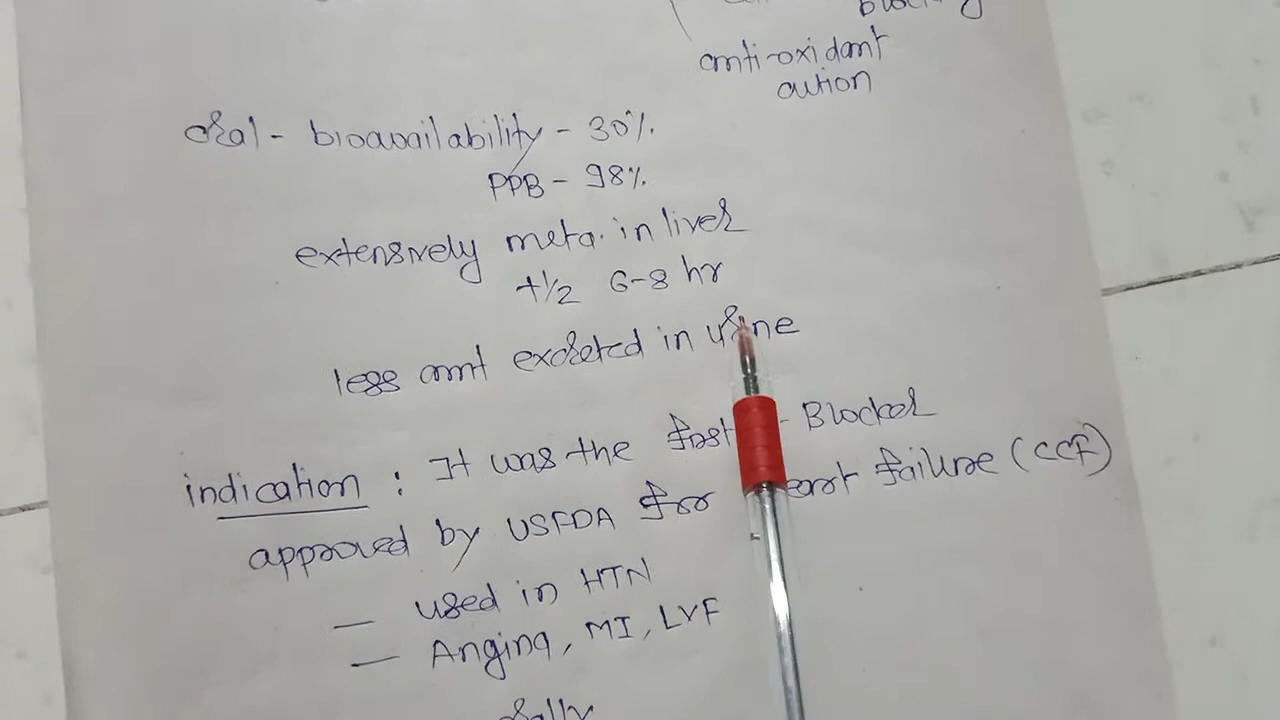 blocking
anti-oxidant
aution
oral - bioavailability - 30%.
PPB - 98%.
extensively meta. in liver
t1/2 6-8 hr
less amt excreted in urine
indication : It was the first - Blocker
approved by USFDA for heart failure (CCF)
— used in HTN
— Angina, MI, LVF